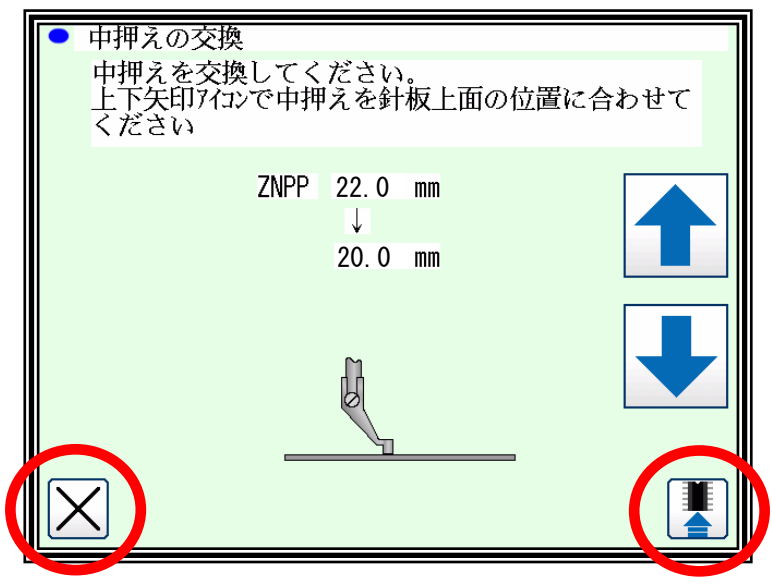 中押えの交換
中押えを交換してください。
上下矢印ｱｲｺﾝで中押えを針板上面の位置に合わせて
ください
ZNPP 22.0 mm
↓
20.0 mm